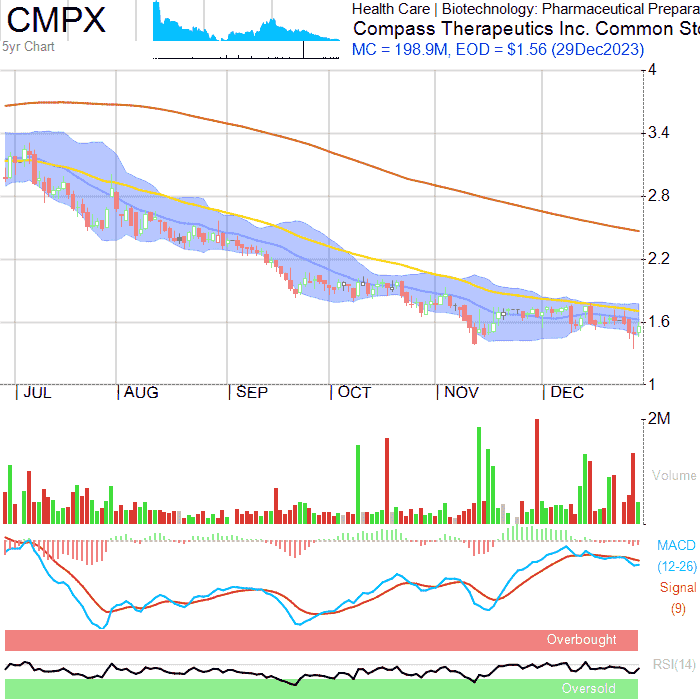 CMPX
5yr Chart
Health Care | Biotechnology: Pharmaceutical Prepara
Compass Therapeutics Inc. Common Sto
MC = 198.9M, EOD = $1.56 (29Dec2023)
4
3.4
2.8
2.2
1.6
1
JUL AUG SEP OCT NOV DEC
2M
Volume
MACD
(12-26)
Signal
(9)
Overbought
RSI(14)
Oversold